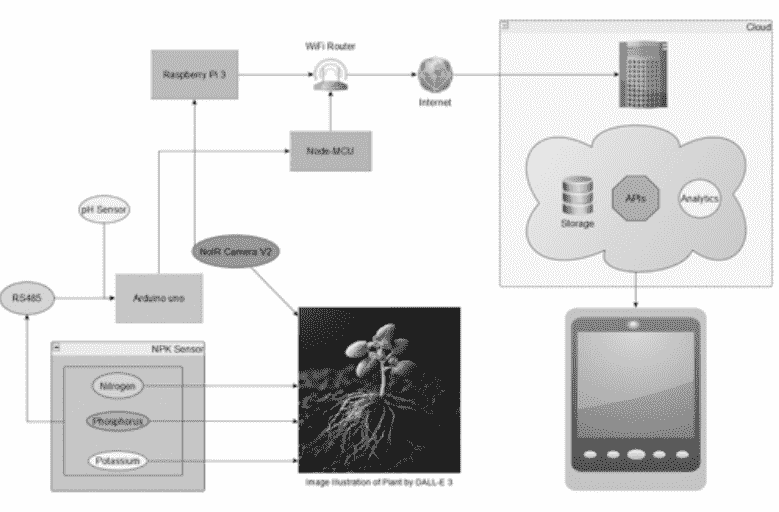 Cloud
WiFi Router
Raspberry Pi 3
Internet
Node-MCU
pH Sensor
Storage
APIs
Analytics
NoIR Camera V2
RS485
Arduino uno
NPK Sensor
Nitrogen
Phosphorus
Potassium
Image Illustration of Plant by DALL-E 3